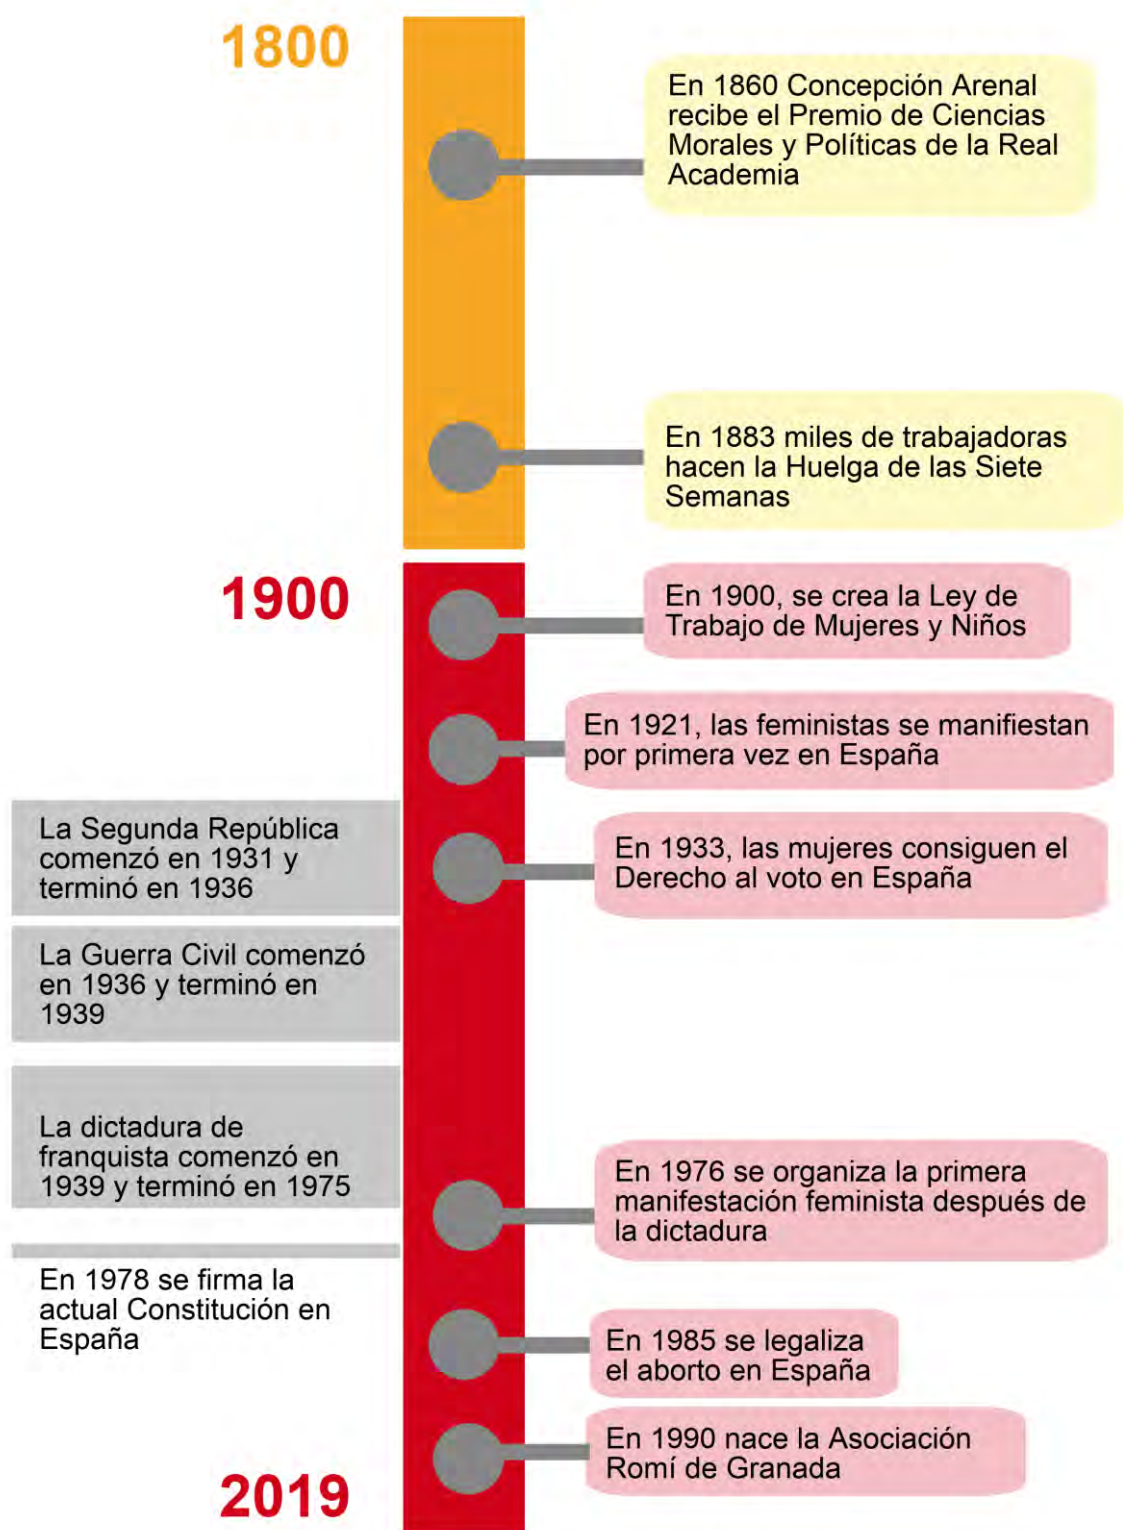 1800
En 1860 Concepción Arenal
recibe el Premio de Ciencias
Morales y Políticas de la Real
Academia
En 1883 miles de trabajadoras
hacen la Huelga de las Siete
Semanas
1900
En 1900, se crea la Ley de
Trabajo de Mujeres y Niños
En 1921, las feministas se manifiestan
por primera vez en España
La Segunda República
comenzó en 1931 y
terminó en 1936
En 1933, las mujeres consiguen el
Derecho al voto en España
La Guerra Civil comenzó
en 1936 y terminó en
1939
La dictadura de
franquista comenzó en
1939 y terminó en 1975
En 1976 se organiza la primera
manifestación feminista después de
la dictadura
En 1978 se firma la
actual Constitución en
España
En 1985 se legaliza
el aborto en España
En 1990 nace la Asociación
Romí de Granada
2019